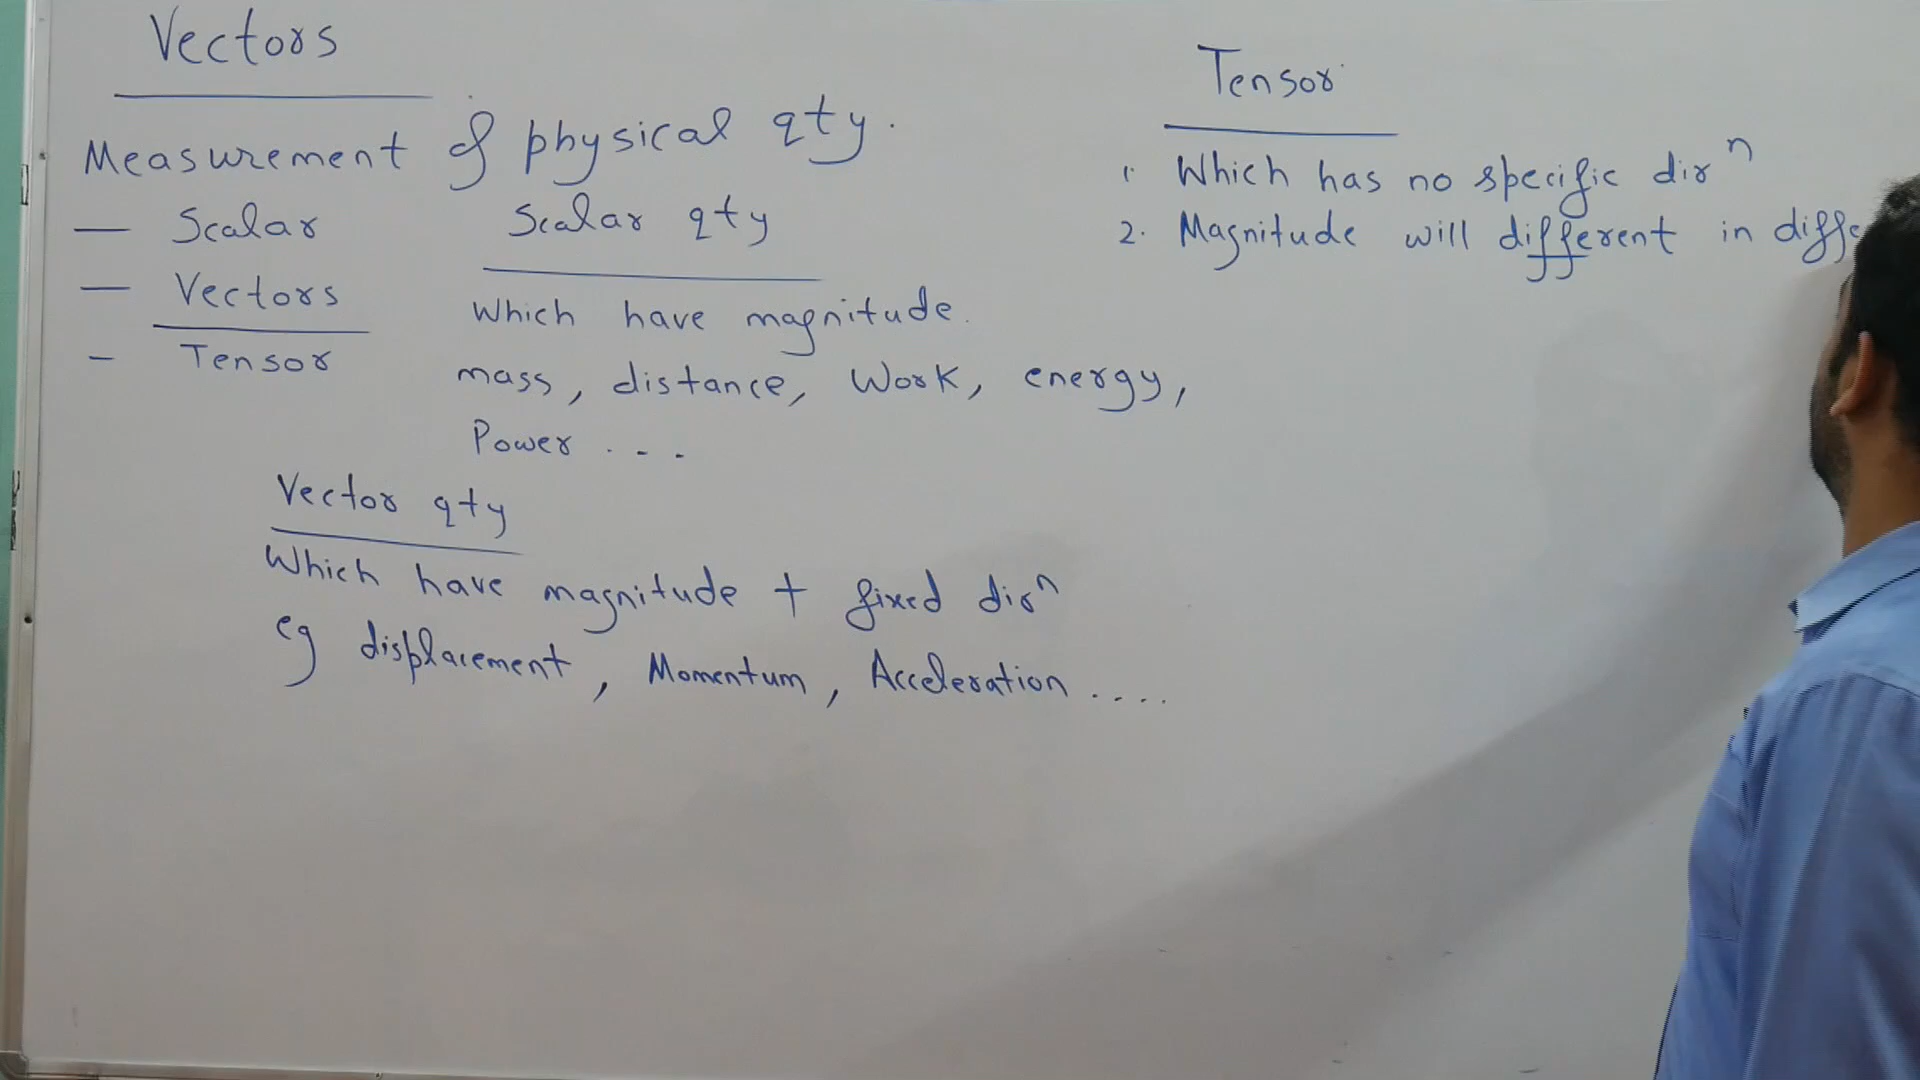 Vectors
Measurement of physical qty.
— Scalar
— Vectors
- Tensor
Scalar qty
Which have magnitude.
mass, distance, Work, energy,
Power ...
Vector qty
Which have magnitude + fixed dirⁿ
eg displacement, Momentum, Acceleration ....
Tensor
1. Which has no specific dirⁿ
2. Magnitude will different in